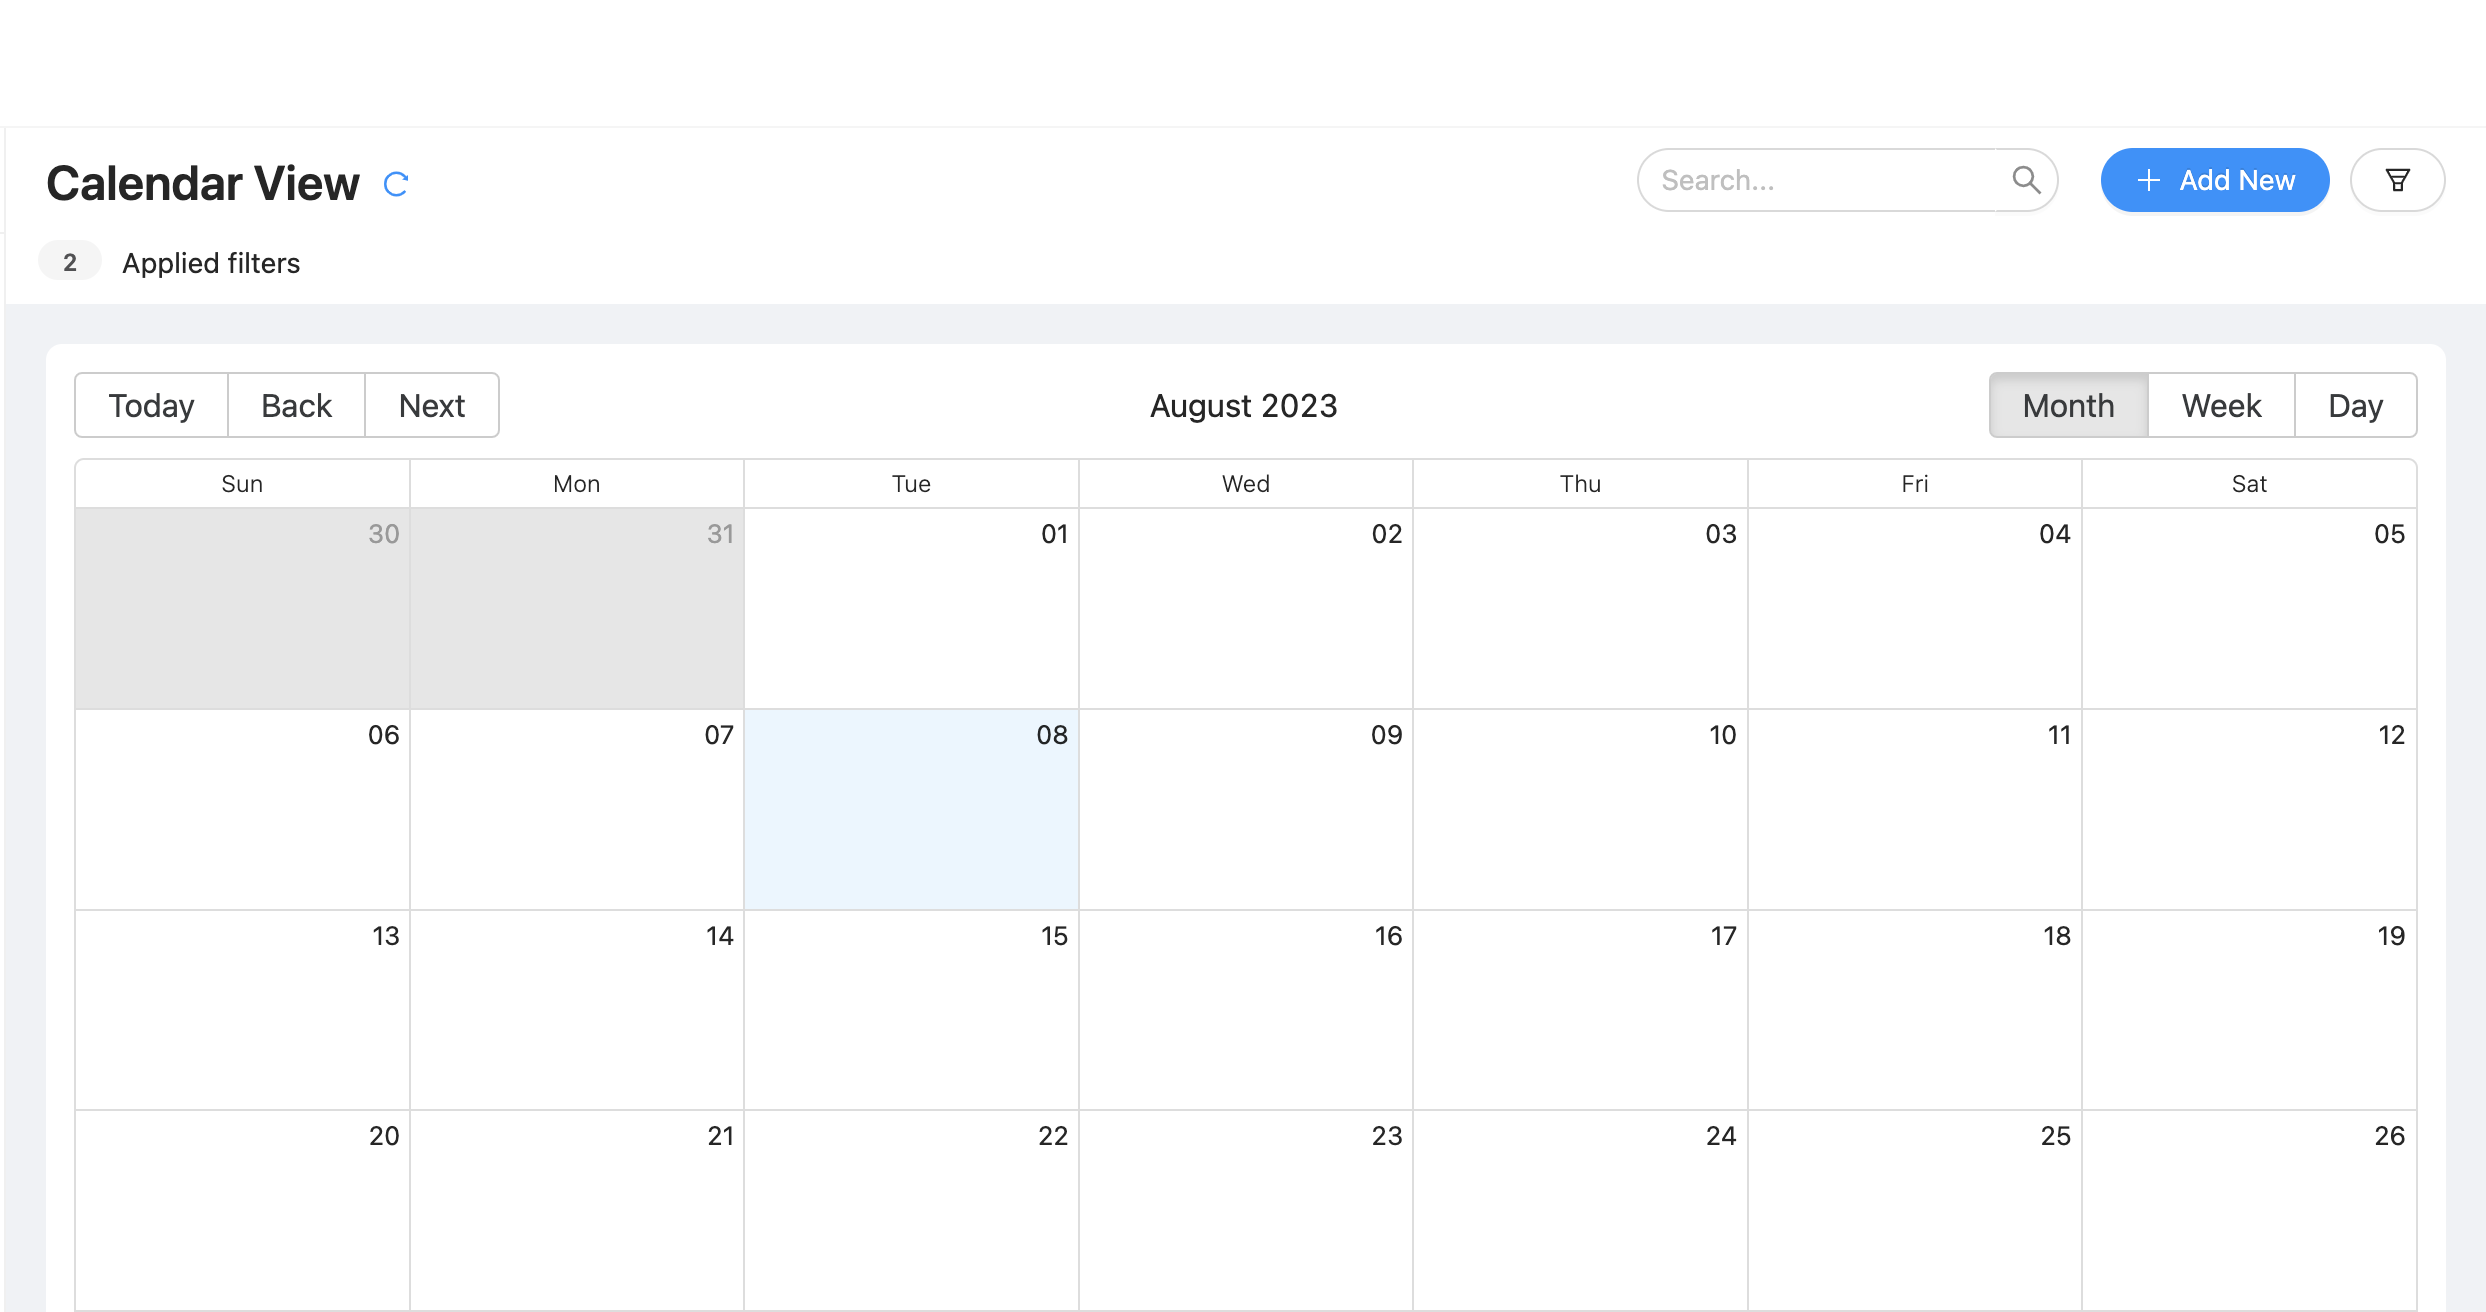 Calendar View
Search...
Add New
2 Applied filters
Today Back Next August 2023 Month Week Day
Sun Mon Tue Wed Thu Fri Sat
30 31 01 02 03 04 05
06 07 08 09 10 11 12
13 14 15 16 17 18 19
20 21 22 23 24 25 26